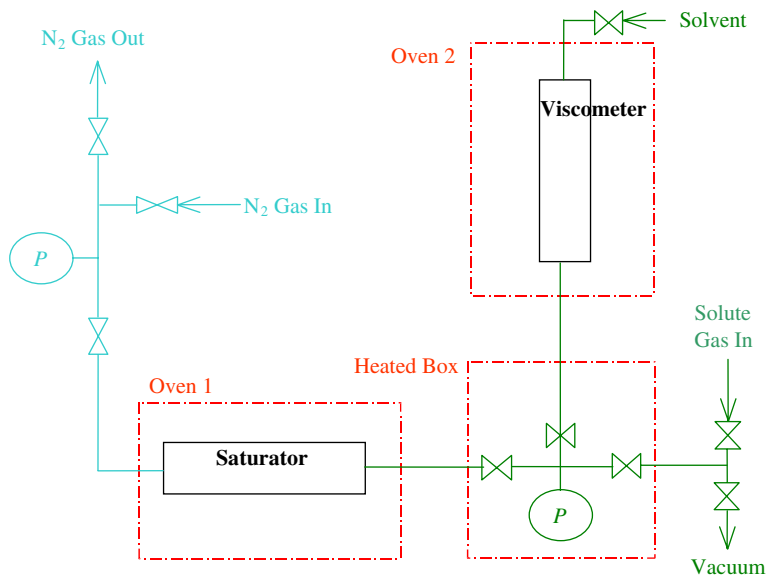 Solvent
N₂ Gas Out
Oven 2
Viscometer
N₂ Gas In
P
Solute
Gas In
Heated Box
Oven 1
Saturator
P
Vacuum